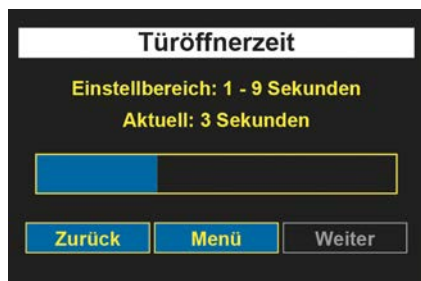 Türöffnerzeit
Einstellbereich: 1 - 9 Sekunden
Aktuell: 3 Sekunden
Zurück Menü Weiter